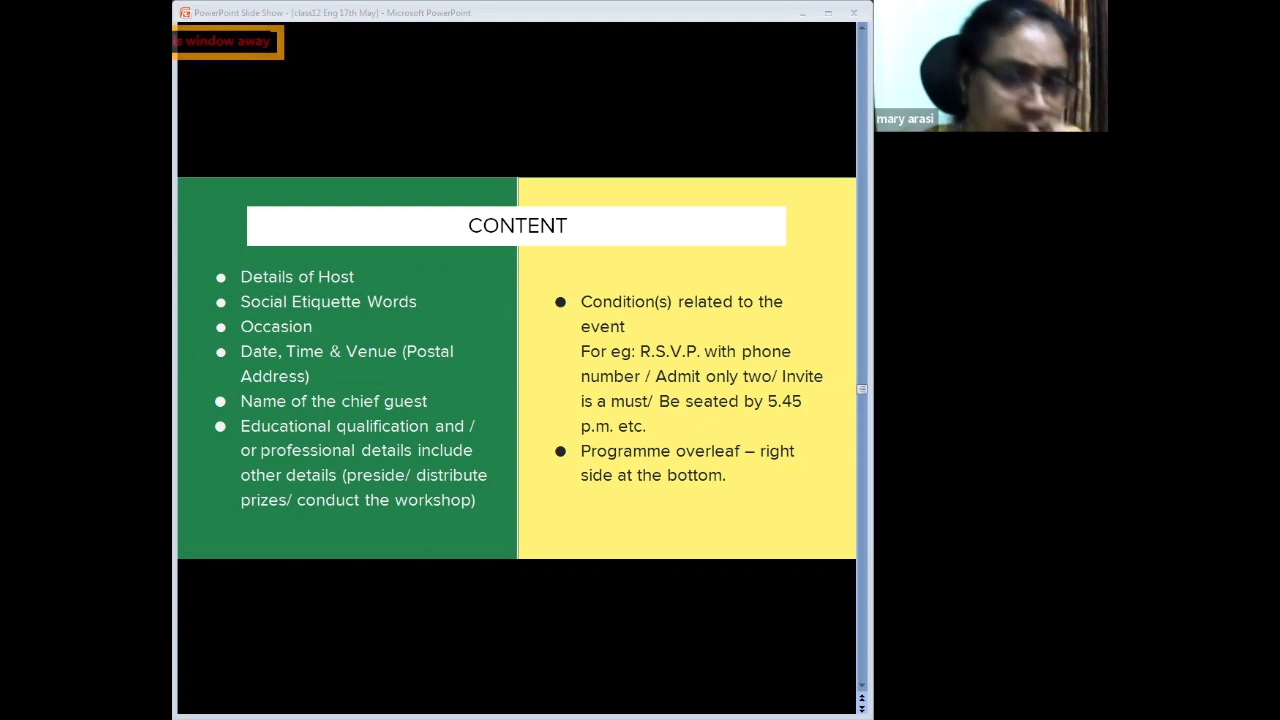 PowerPoint Slide Show - [class12 Eng 17th May] - Microsoft PowerPoint
window away
mary arasi
CONTENT
● Details of Host
● Social Etiquette Words
● Occasion
● Date, Time & Venue (Postal
Address)
● Name of the chief guest
● Educational qualification and /
or professional details include
other details (preside/ distribute
prizes/ conduct the workshop)
● Condition(s) related to the
event
For eg: R.S.V.P. with phone
number / Admit only two/ Invite
is a must/ Be seated by 5.45
p.m. etc.
● Programme overleaf – right
side at the bottom.